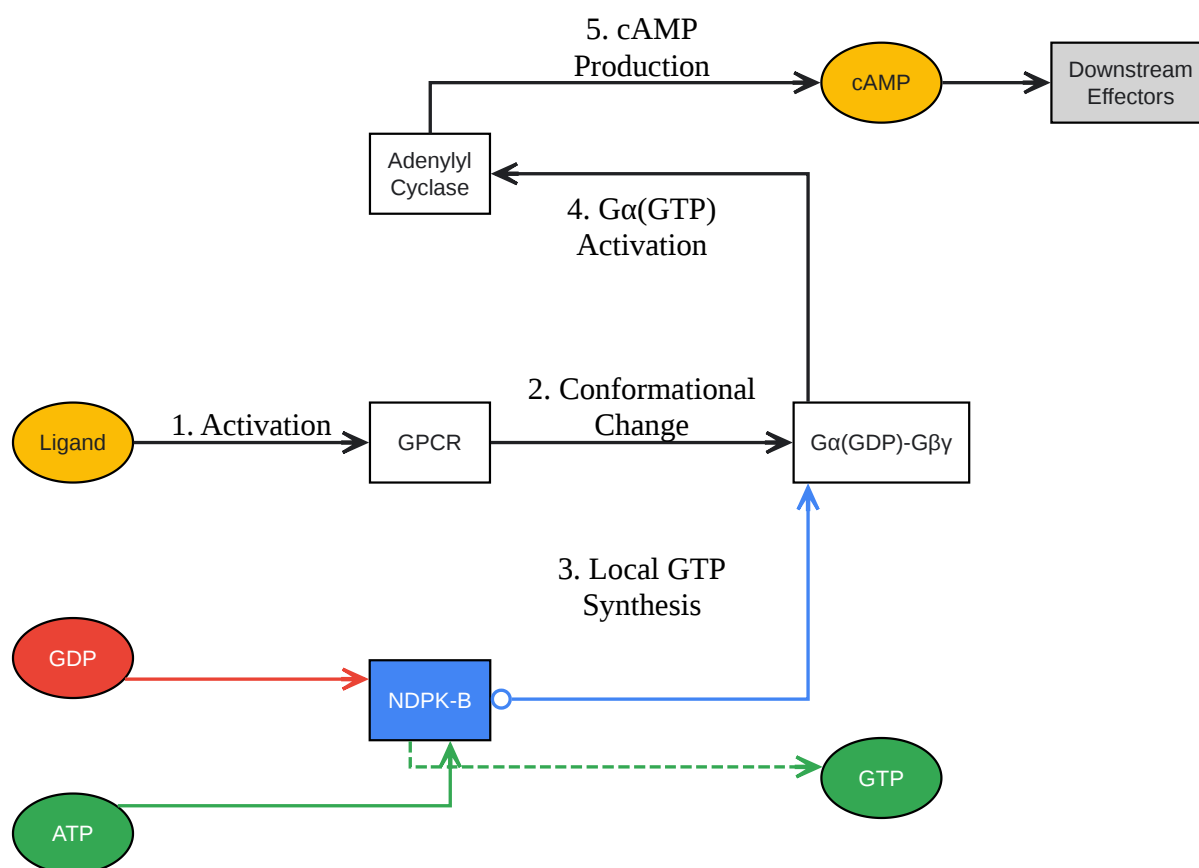 5. cAMP
Production
cAMP
Downstream
Effectors
Adenylyl
Cyclase
4. Gα(GTP)
Activation
Ligand
1. Activation
GPCR
2. Conformational
Change
Gα(GDP)-Gβγ
3. Local GTP
Synthesis
GDP
NDPK-B
GTP
ATP